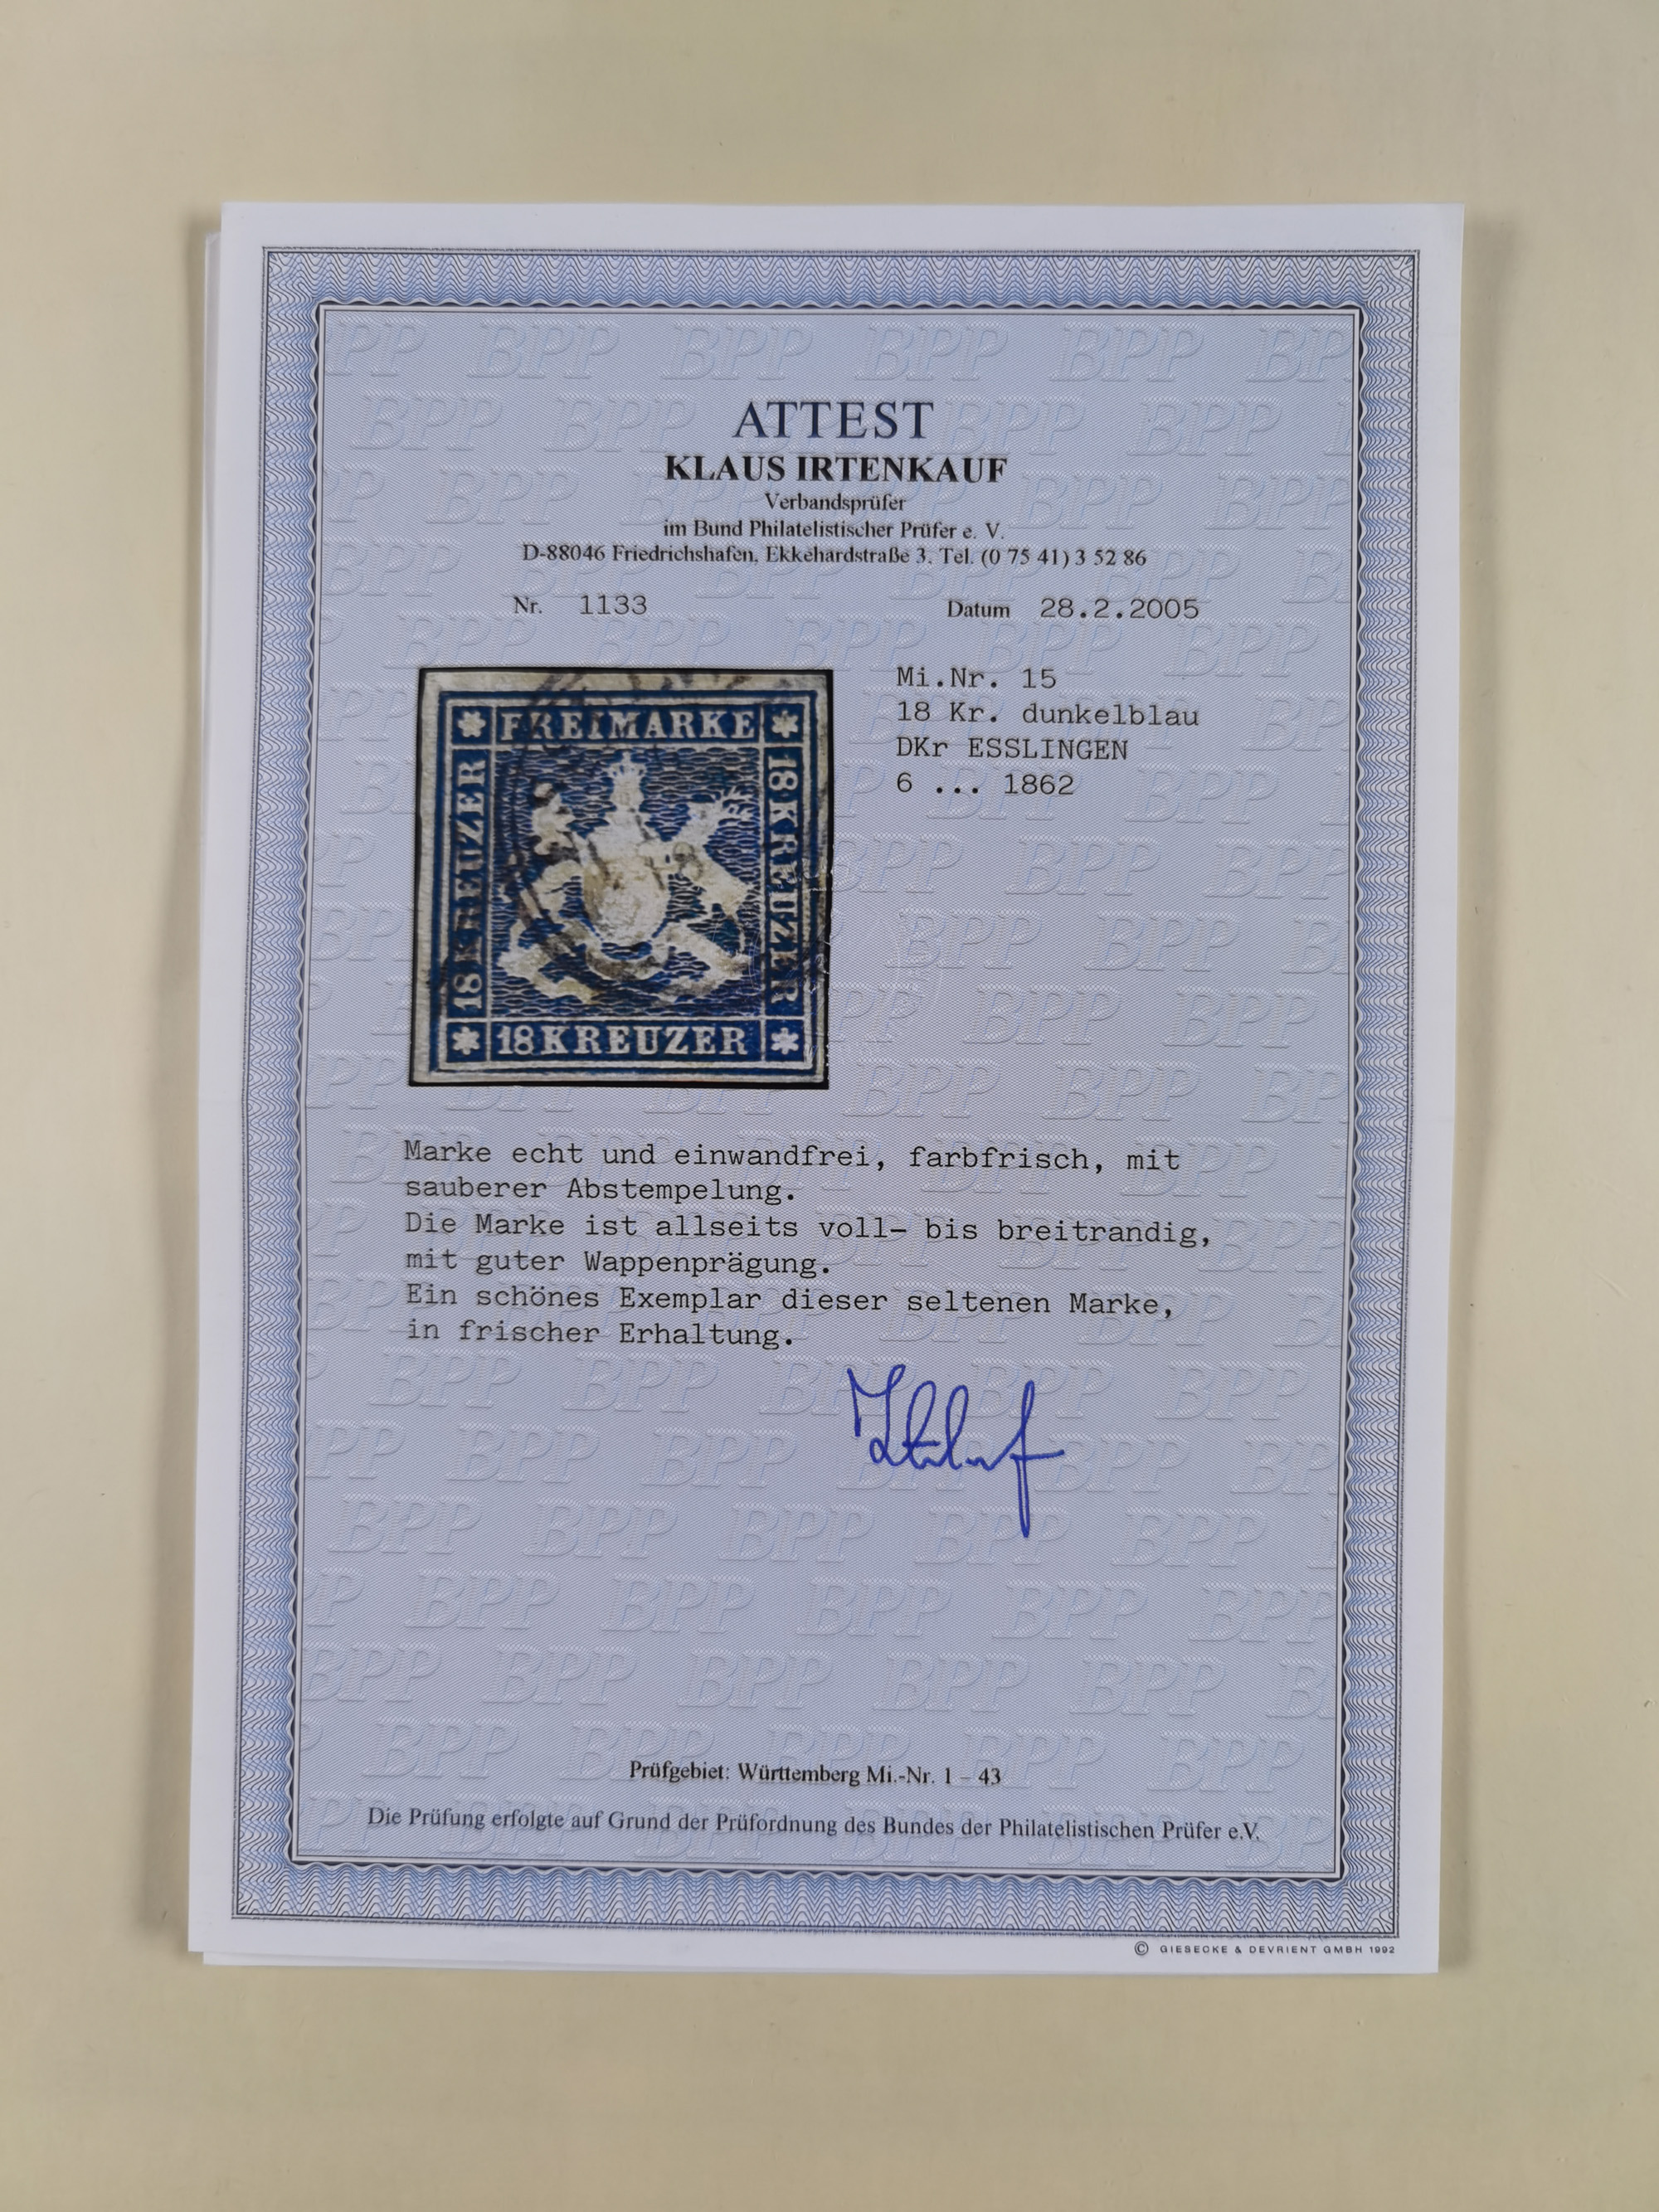 ATTEST
KLAUS IRTENKAUF
Verbandsprüfer
im Bund Philatelistischer Prüfer e. V.
D-88046 Friedrichshafen, Ekkehardstraße 3, Tel. (0 75 41) 3 52 86
Nr. 1133 Datum 28.2.2005
Mi.Nr. 15
18 Kr. dunkelblau
DKr ESSLINGEN
6 ... 1862
FREIMARKE
18 KREUZER
18 KREUZER
18 KREUZER
Marke echt und einwandfrei, farbfrisch, mit
sauberer Abstempelung.
Die Marke ist allseits voll- bis breitrandig,
mit guter Wappenprägung.
Ein schönes Exemplar dieser seltenen Marke,
in frischer Erhaltung.
Prüfgebiet: Württemberg Mi.-Nr. 1 – 43
Die Prüfung erfolgte auf Grund der Prüfordnung des Bundes der Philatelistischen Prüfer e.V.
© GIESECKE & DEVRIENT GMBH 1992